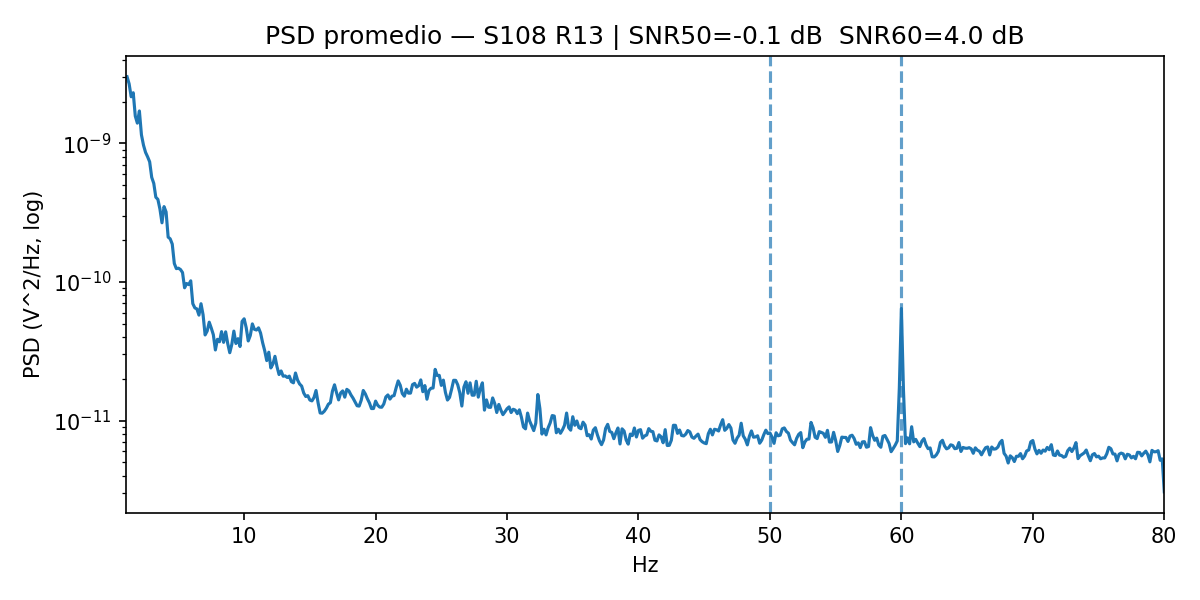 PSD promedio — S108 R13 | SNR50=-0.1 dB  SNR60=4.0 dB
PSD (V^2/Hz, log)
10⁻⁹
10⁻¹⁰
10⁻¹¹
10 20 30 40 50 60 70 80
Hz